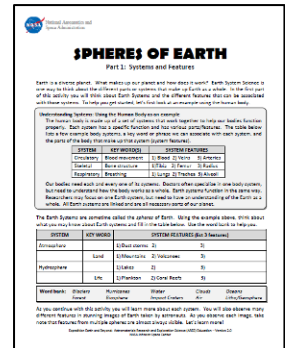 National Aeronautics and
Space Administration
SPHERES OF EARTH
Part 1: Systems and Features
Earth is a diverse planet. What makes up our planet and how does it work? Earth System Science is
one way to think about the different parts or systems that make up Earth as a whole. In the first part
of this activity you will think about Earth Systems and the different features that can be associated
with those systems. To help you get started, let's first look at an example using the human body.
Understanding Systems: Using the Human Body as an example
The human body is made up of a set of systems that work together to help our bodies function
properly. Each system has a specific function and has various parts/features. The table below
lists a few example body systems, a key word or phrase we can associate with each system, and
the parts of the body that make up that system (system features).
SYSTEM KEY WORD(S) SYSTEM FEATURES
Circulatory Blood movement 1) Blood 2) Veins 3) Arteries
Skeletal Bone structure 1) Tibia 2) Femur 3) Radius
Respiratory Breathing 1) Lungs 2) Trachea 3) Alveoli
Our bodies need each and every one of its systems. Doctors often specialize in one body system,
but need to understand how the body works as a whole. Earth systems function in the same way.
Researchers may focus on one Earth system, but need to have an understanding of the Earth as a
whole. All Earth systems are linked and are all necessary parts of our planet.
The Earth Systems are sometimes called the spheres of Earth. Using the example above, think about
what you may know about Earth systems and fill in the table below. Use the word bank to help you.
SYSTEM KEY WORD SYSTEM FEATURES (list 3 features)
Atmosphere 1) Dust storms 2) 3)
Land 1) Mountains 2) Volcanoes 3)
Hydrosphere 1) Lakes 2) 3)
Life 1) Plankton 2) Coral Reefs 3)
Word bank: Glaciers Hurricanes Water Clouds Oceans
Forest Biosphere Impact Craters Air Litho/Geosphere
As you continue with this activity you will learn more about each system. You will also observe many
different features in stunning images of Earth taken by astronauts. As you observe each image, take
note that features from multiple spheres are almost always visible. Let's learn more!